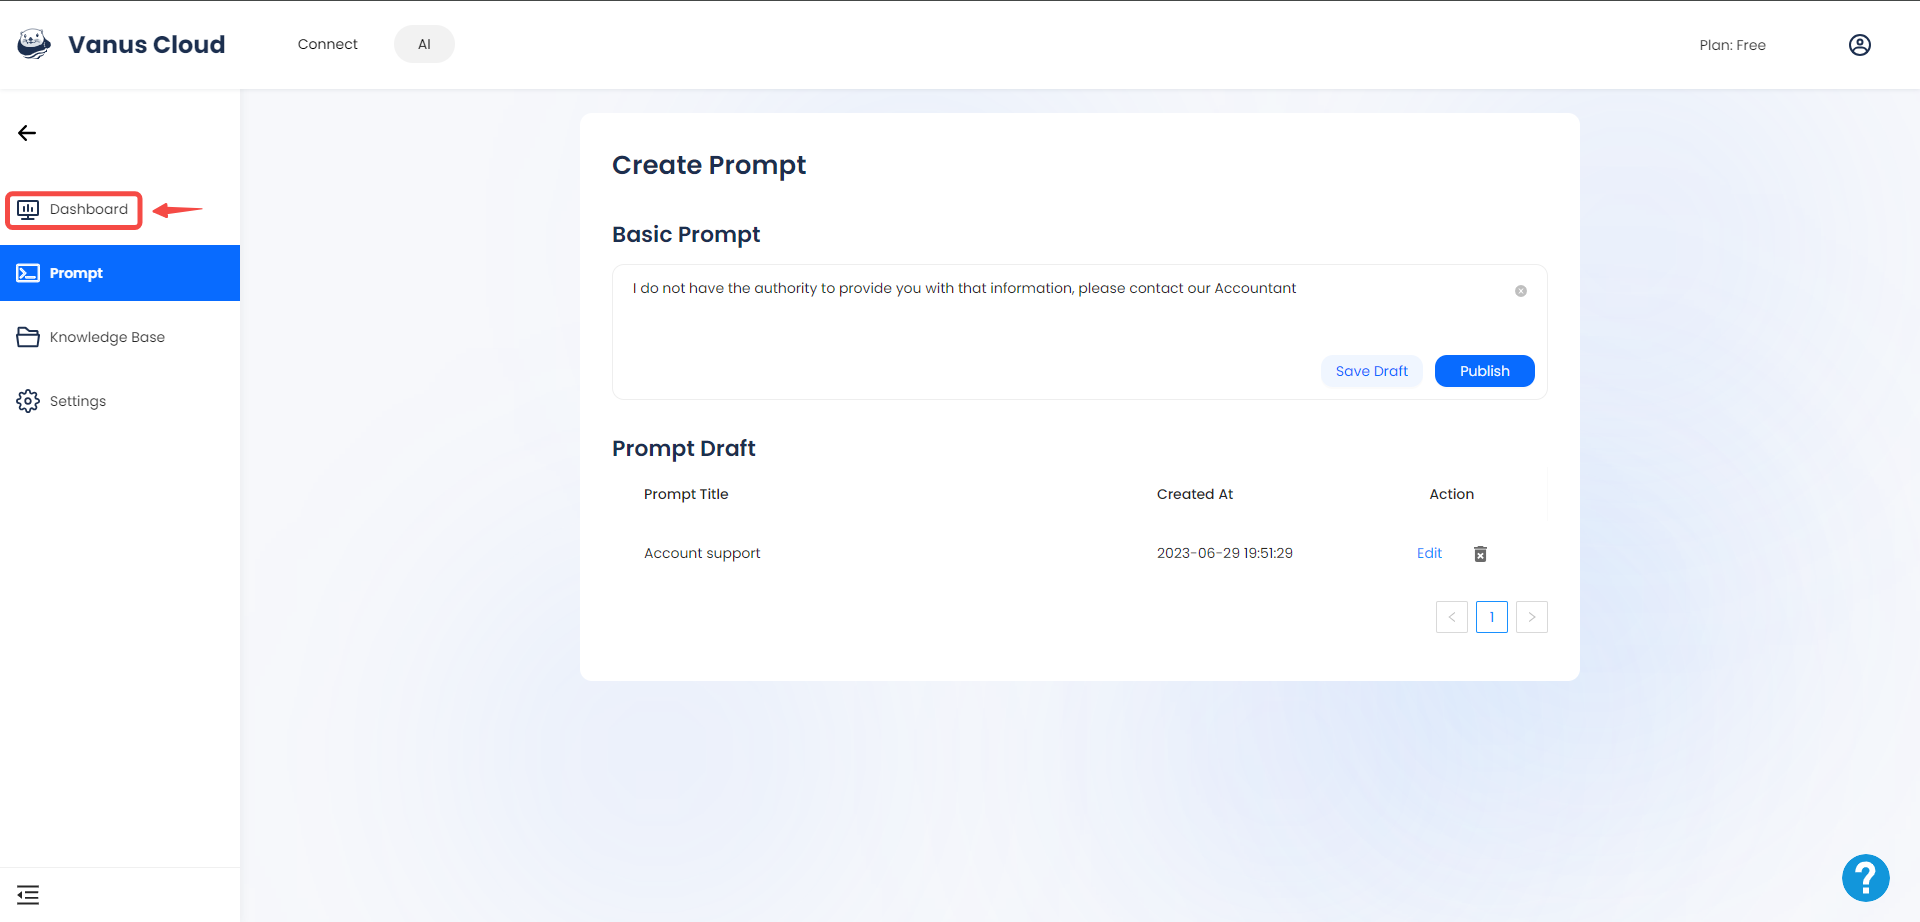 Vanus Cloud
Connect
AI
Plan: Free
Dashboard
Prompt
Knowledge Base
Settings
Create Prompt
Basic Prompt
I do not have the authority to provide you with that information, please contact our Accountant
Save Draft
Publish
Prompt Draft
Prompt Title Created At Action
Account support 2023-06-29 19:51:29 Edit
< 1 >
?